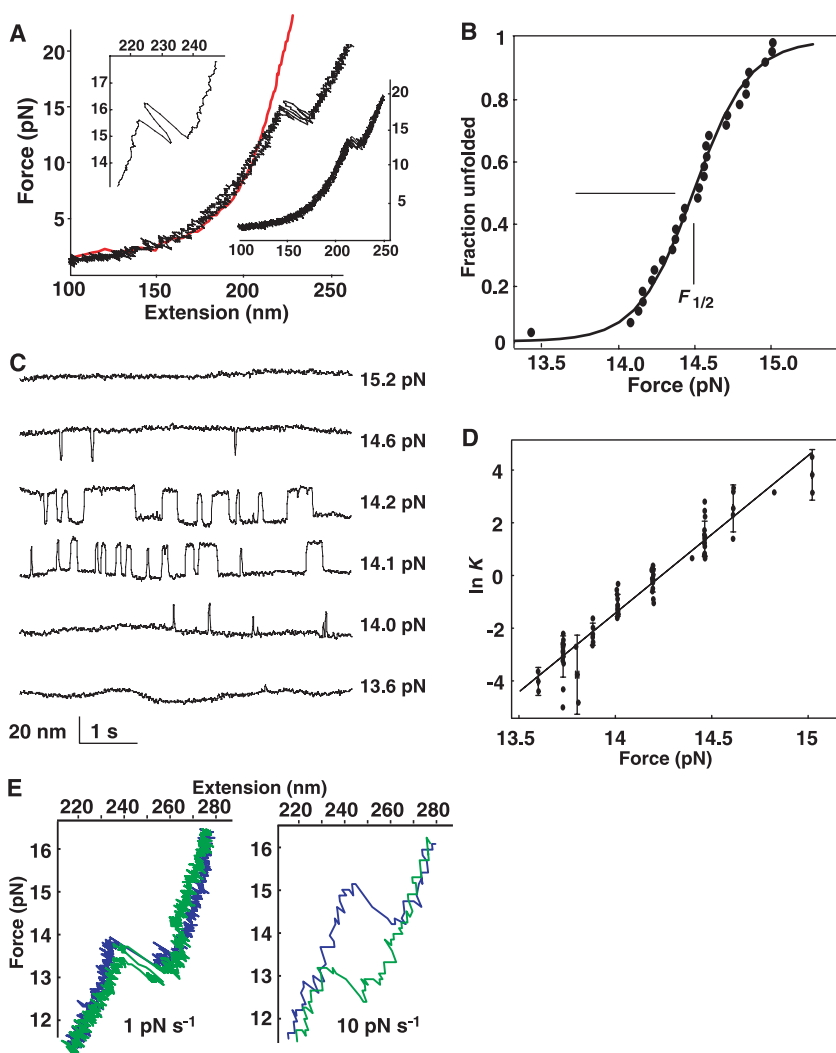 A
220 230 240
17
16
15
14
20
15
10
5
Force (pN)
20
15
10
5
100 150 200 250
100 150 200 250
Extension (nm)
B
1
0.8
0.6
0.4
0.2
0
Fraction unfolded
F1/2
13.5 14.0 14.5 15.0
Force (pN)
C
15.2 pN
14.6 pN
14.2 pN
14.1 pN
14.0 pN
13.6 pN
20 nm
1 s
D
4
2
0
-2
-4
ln K
13.5 14 14.5 15
Force (pN)
E
Extension (nm)
220 240 260 280
220 240 260 280
16
15
14
13
12
Force (pN)
1 pN s-1
16
15
14
13
12
10 pN s-1